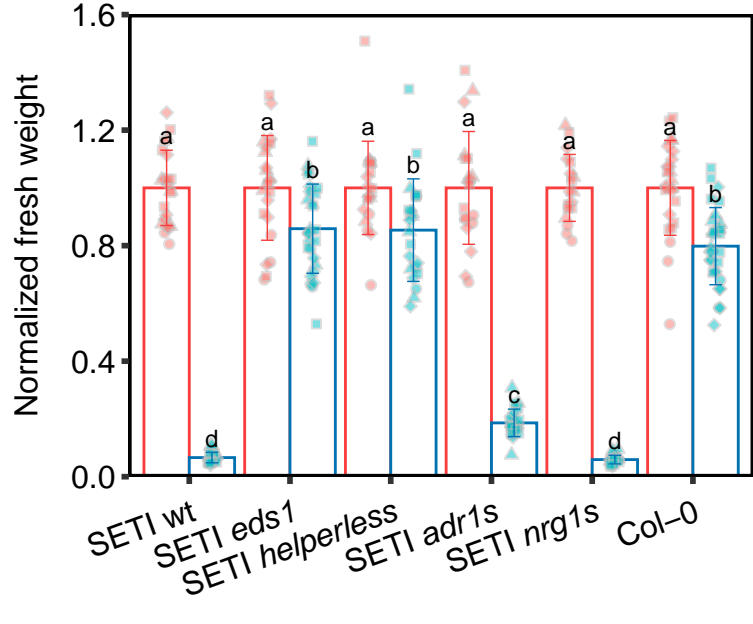 Normalized fresh weight
1.6
1.2
0.8
0.4
0.0
a
d
a
b
a
b
a
c
a
d
a
b
SETI wt
SETI eds1
SETI helperless
SETI adr1s
SETI nrg1s
Col–0